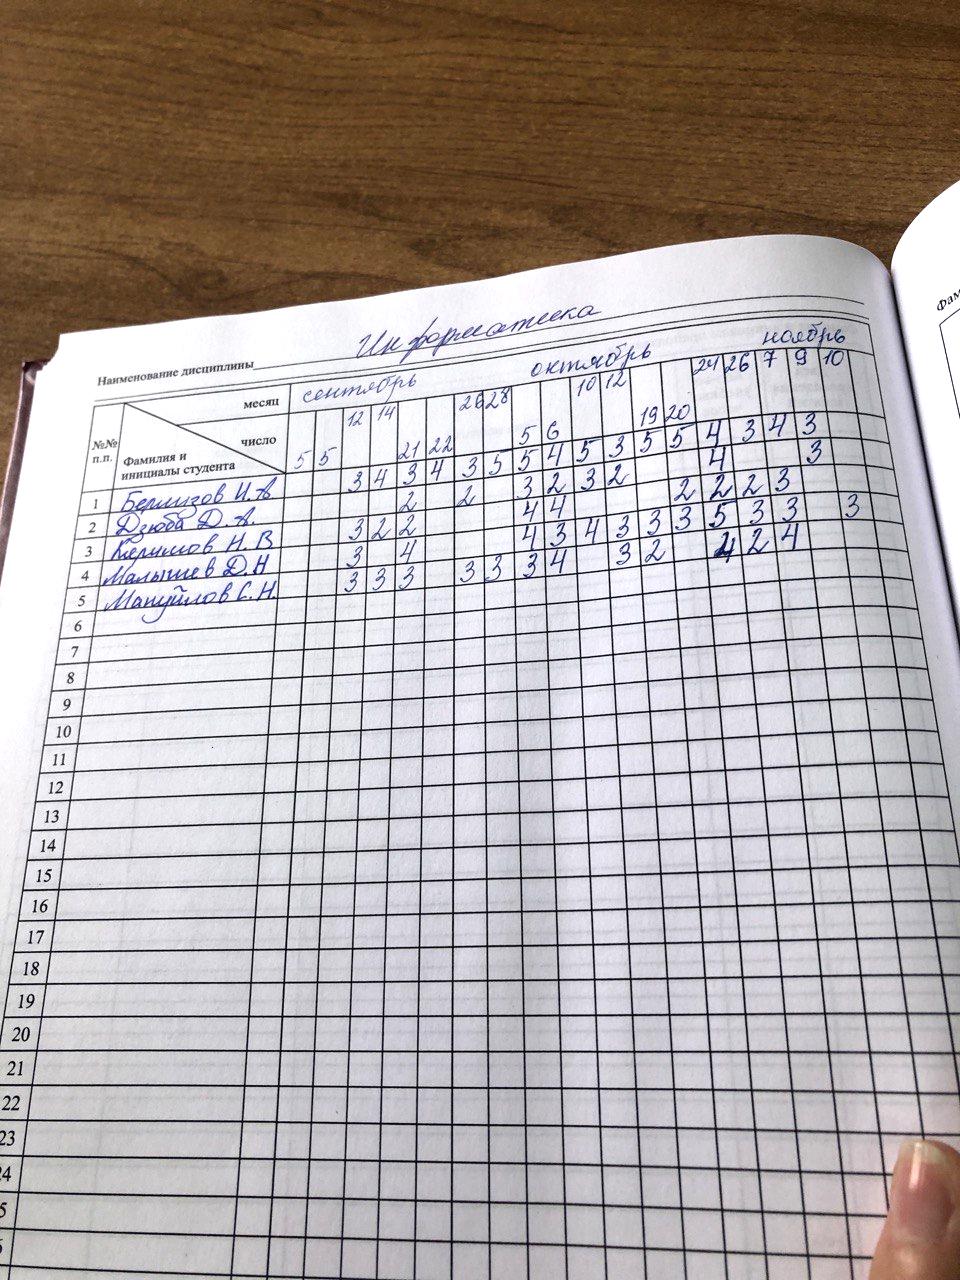 Наименование дисциплины Информатика
месяц сентябрь октябрь ноябрь
№№ п.п. Фамилия и инициалы студента число 5 5 12 14 21 22 26 28 5 6 10 12 19 20 24 26 7 9 10
1 Бермузов И. А 3 4 3 4 3 5 5 4 5 3 5 5 4 3 4 3
2 Дзюба Д. А. 2 2 3 2 3 2 4 3
3 Керимов Н. В 3 2 2 4 4 2 2 2 3
4 Малышев Д. Н 3 4 4 3 4 3 3 3 5 3 3 3
5 Мануйлов С. Н. 3 3 3 3 3 3 4 3 2 4 2 4
6
7
8
9
10
11
12
13
14
15
16
17
18
19
20
21
22
23
24
5
Фам